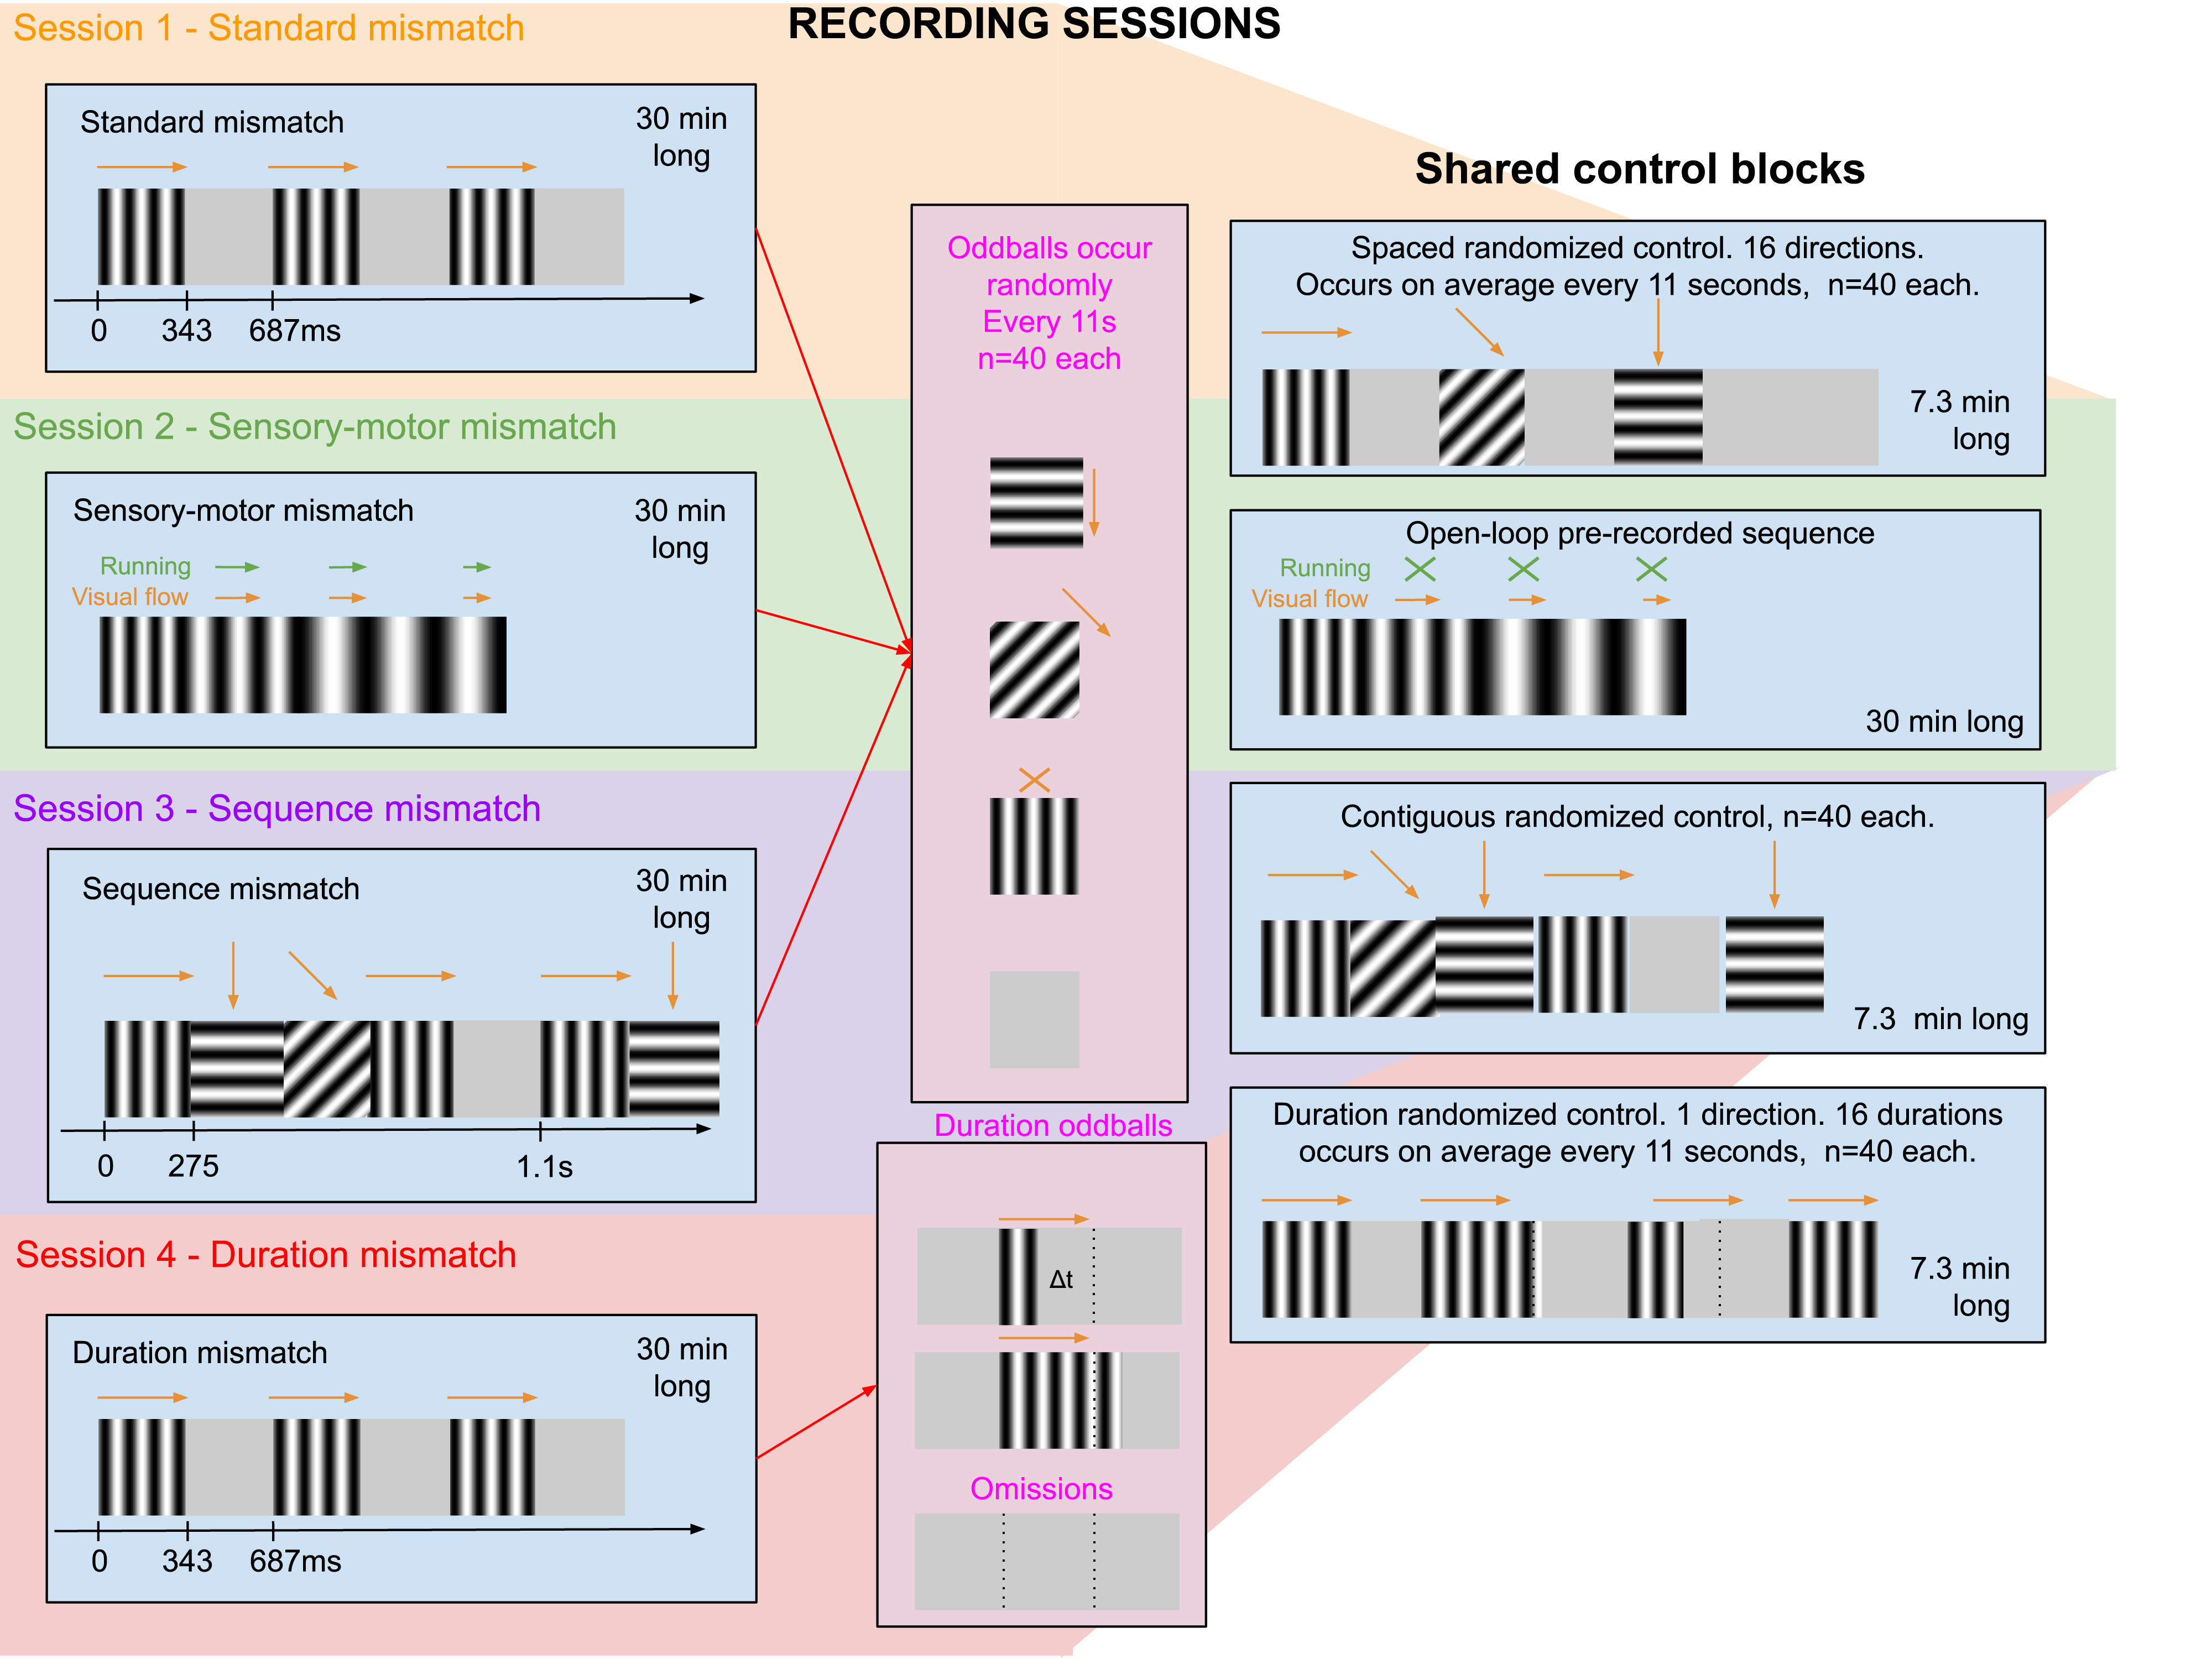 RECORDING SESSIONS
Session 1 - Standard mismatch
Standard mismatch
30 min
long
0 343 687ms
Session 2 - Sensory-motor mismatch
Sensory-motor mismatch
30 min
long
Running
Visual flow
Session 3 - Sequence mismatch
Sequence mismatch
30 min
long
0 275 1.1s
Session 4 - Duration mismatch
Duration mismatch
30 min
long
0 343 687ms
Oddballs occur
randomly
Every 11s
n=40 each
Duration oddballs
Δt
Omissions
Shared control blocks
Spaced randomized control. 16 directions.
Occurs on average every 11 seconds, n=40 each.
7.3 min
long
Open-loop pre-recorded sequence
Running
Visual flow
30 min long
Contiguous randomized control, n=40 each.
7.3 min long
Duration randomized control. 1 direction. 16 durations
occurs on average every 11 seconds, n=40 each.
7.3 min
long